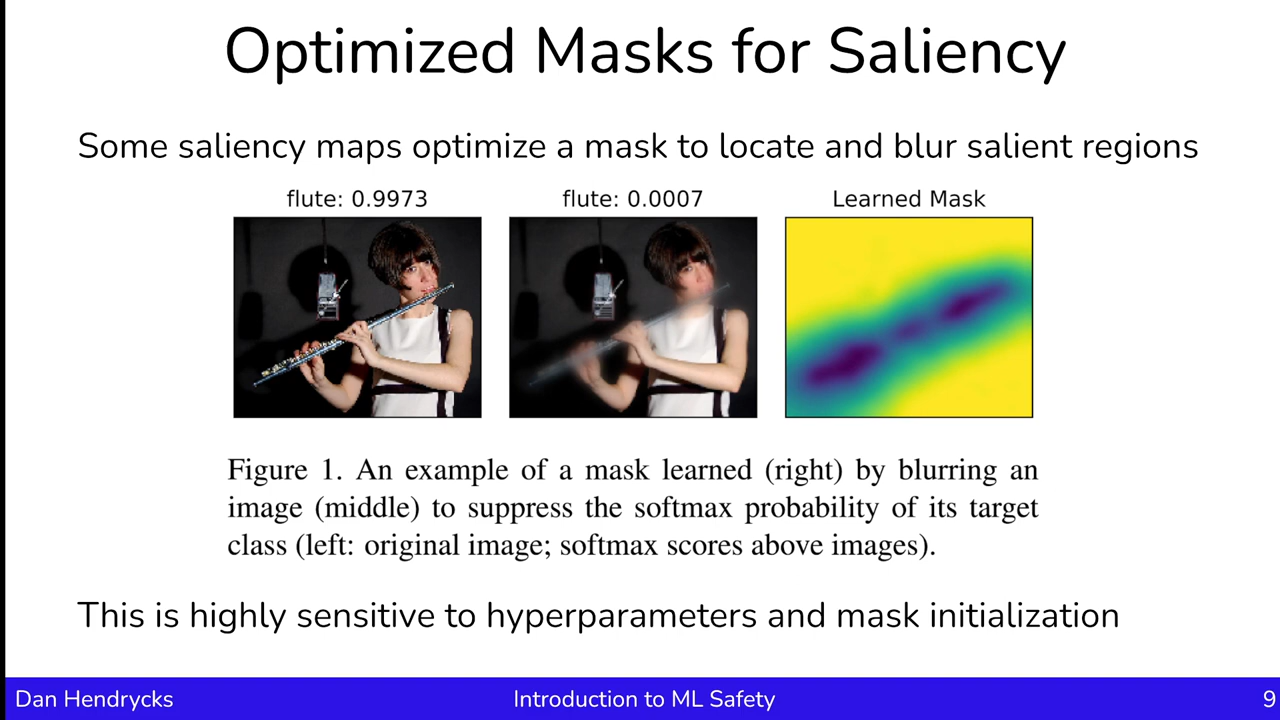 Optimized Masks for Saliency
Some saliency maps optimize a mask to locate and blur salient regions
flute: 0.9973
flute: 0.0007
Learned Mask
Figure 1. An example of a mask learned (right) by blurring an
image (middle) to suppress the softmax probability of its target
class (left: original image; softmax scores above images).
This is highly sensitive to hyperparameters and mask initialization
Dan Hendrycks
Introduction to ML Safety
9